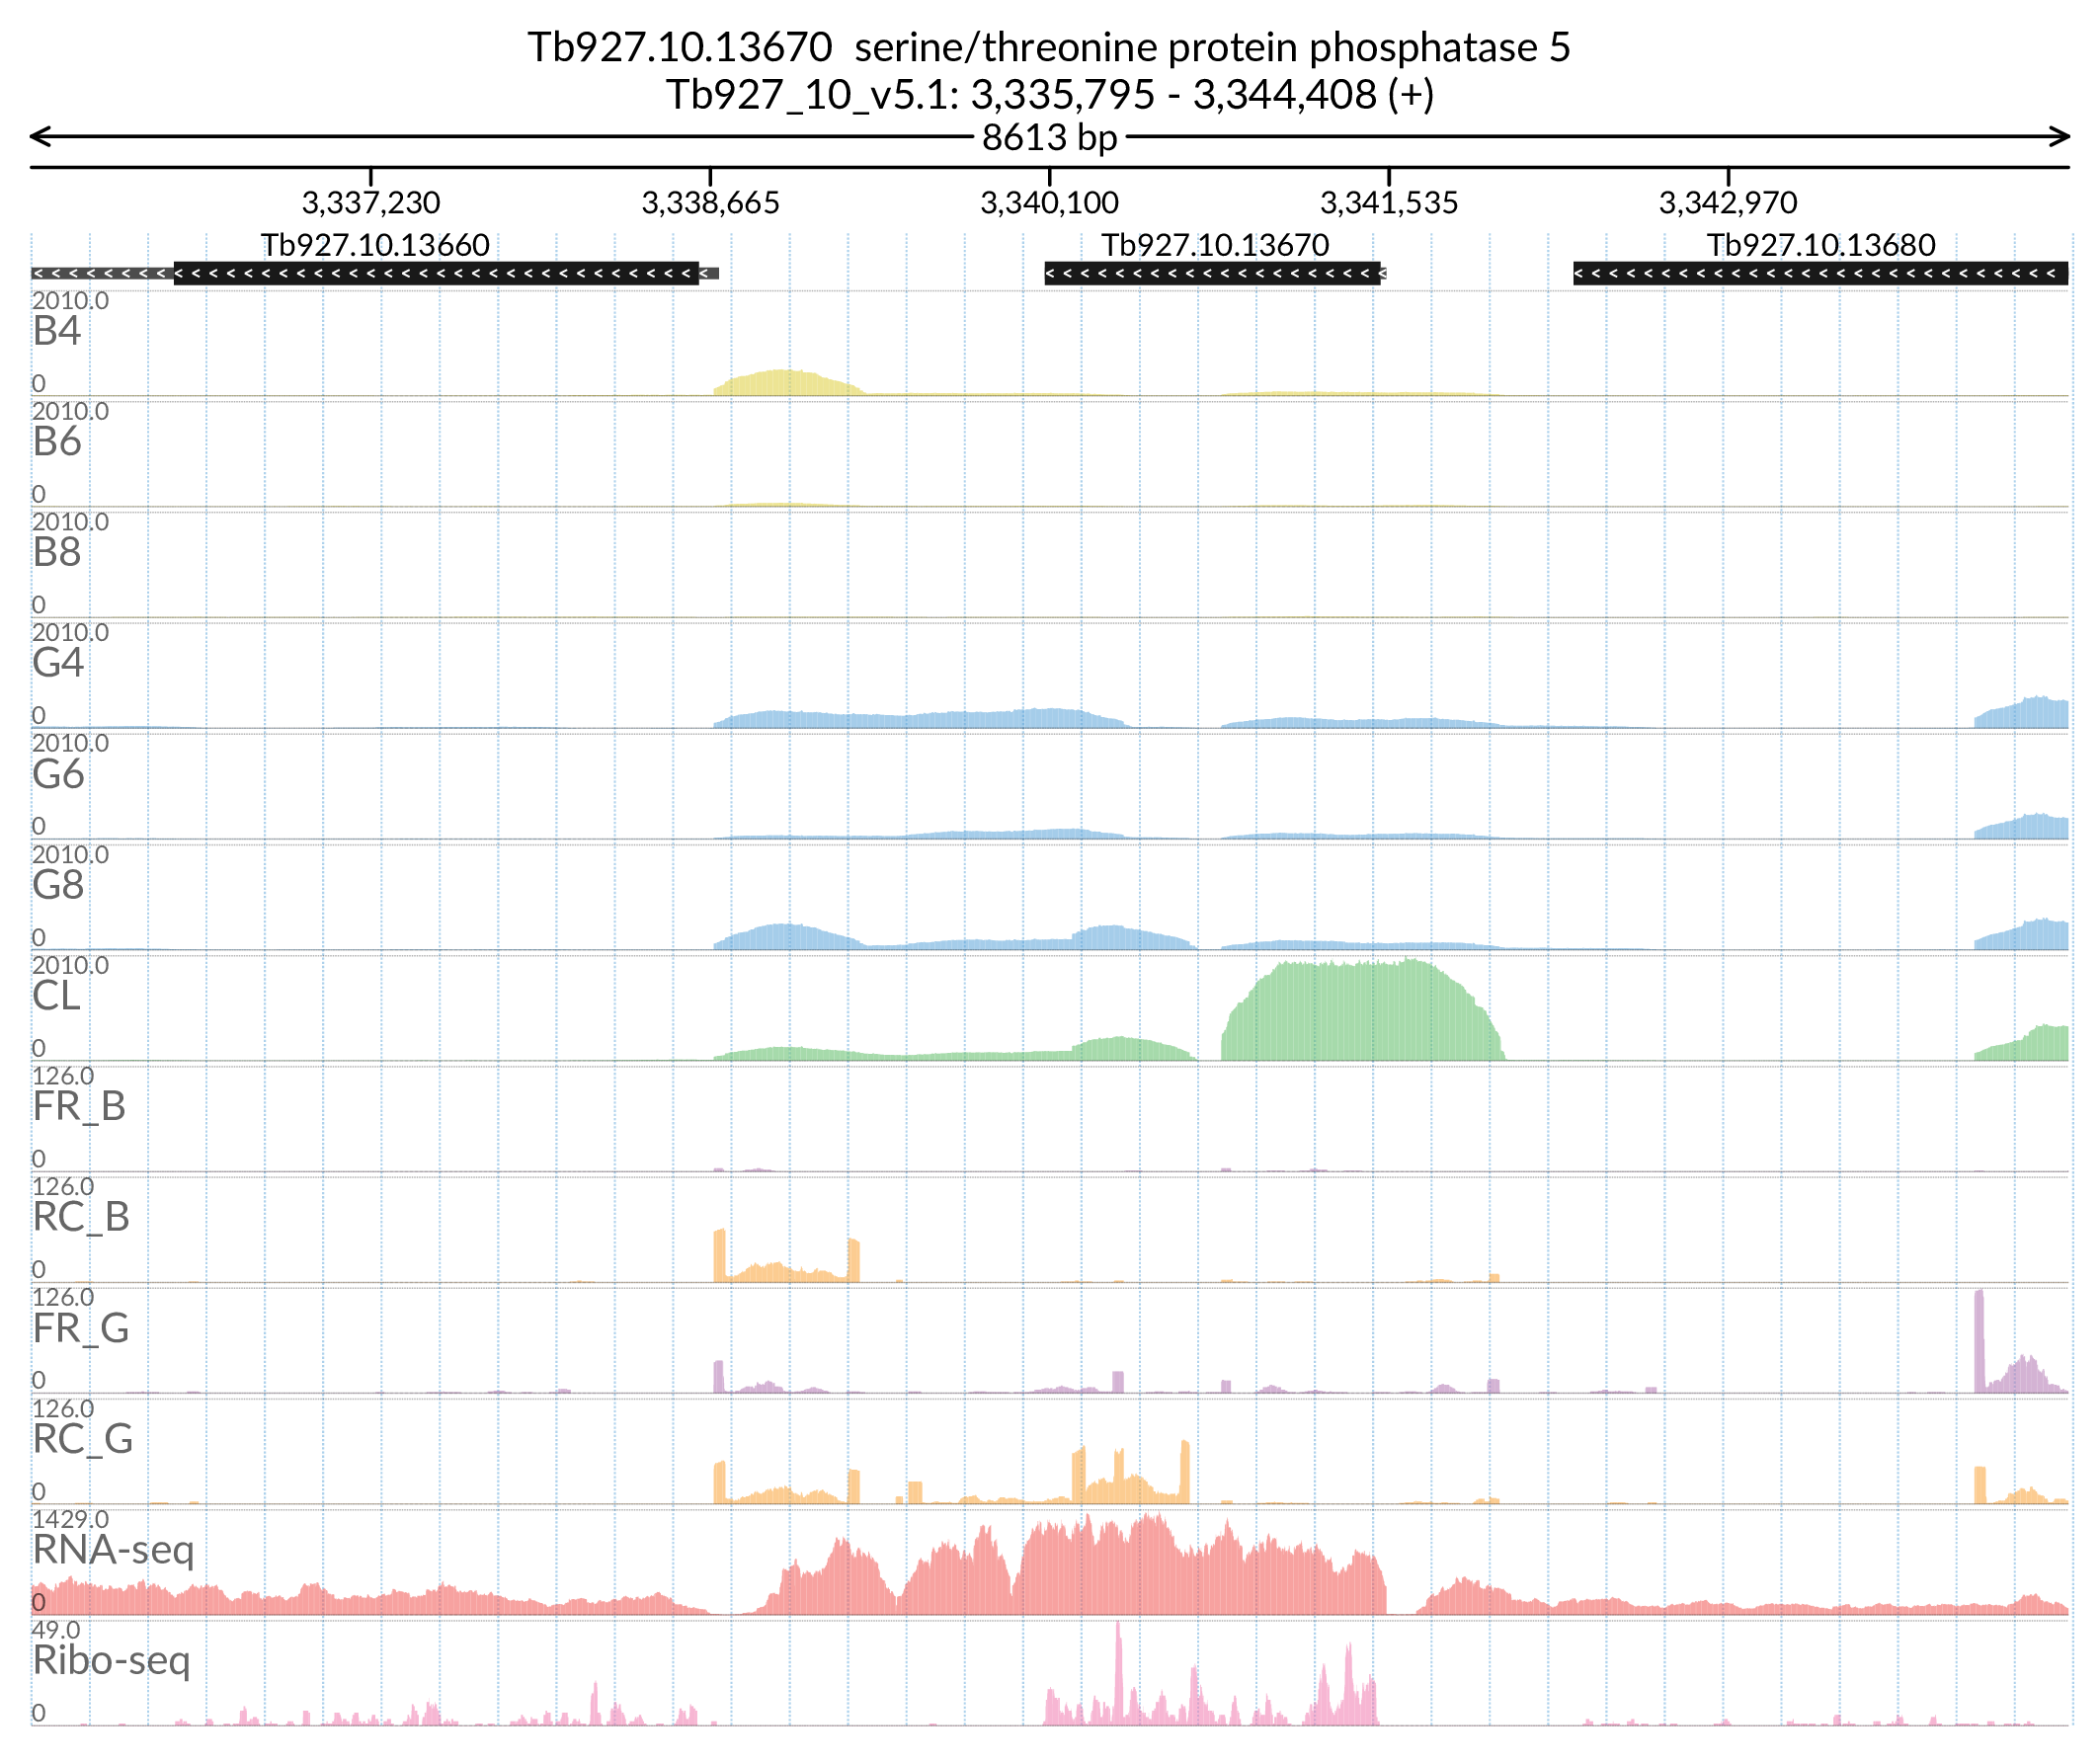 Tb927.10.13670 serine/threonine protein phosphatase 5
Tb927_10_v5.1: 3,335,795 - 3,344,408 (+)
8613 bp
3,337,230 3,338,665 3,340,100 3,341,535 3,342,970
Tb927.10.13660 Tb927.10.13670 Tb927.10.13680
2010.0
B4
0
2010.0
B6
0
2010.0
B8
0
2010.0
G4
0
2010.0
G6
0
2010.0
G8
0
2010.0
CL
0
126.0
FR_B
0
126.0
RC_B
0
126.0
FR_G
0
126.0
RC_G
0
1429.0
RNA-seq
0
49.0
Ribo-seq
0